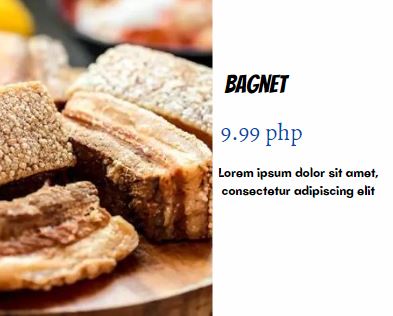 BAGNET
9.99 php
Lorem ipsum dolor sit amet,
consectetur adipiscing elit